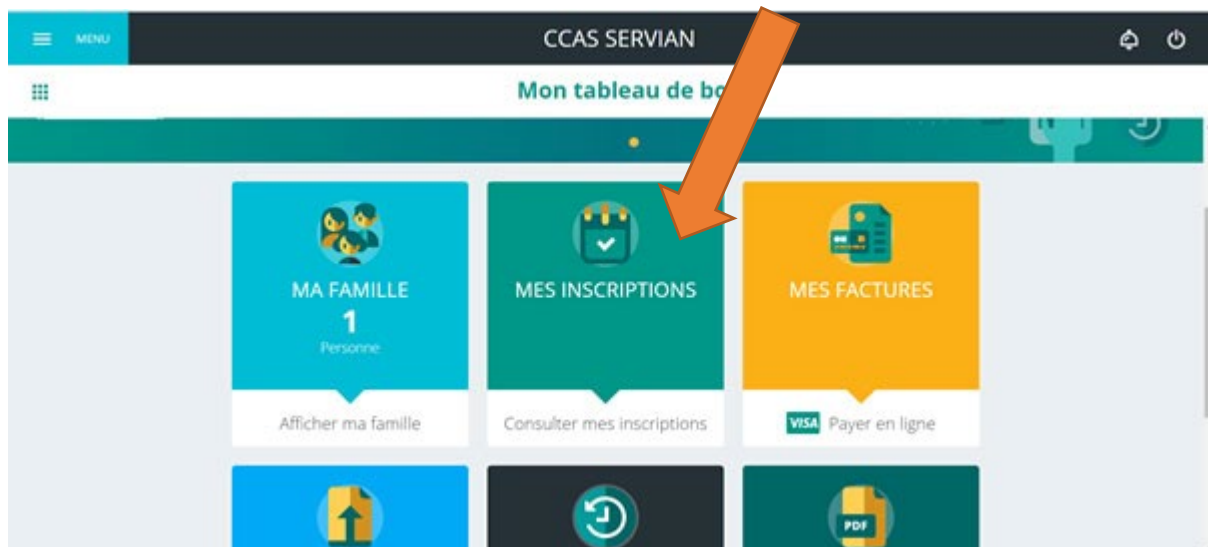 MENU
CCAS SERVIAN
Mon tableau de bo
MA FAMILLE
1
Personne
Afficher ma famille
MES INSCRIPTIONS
Consulter mes inscriptions
MES FACTURES
VISA Payer en ligne
PDF